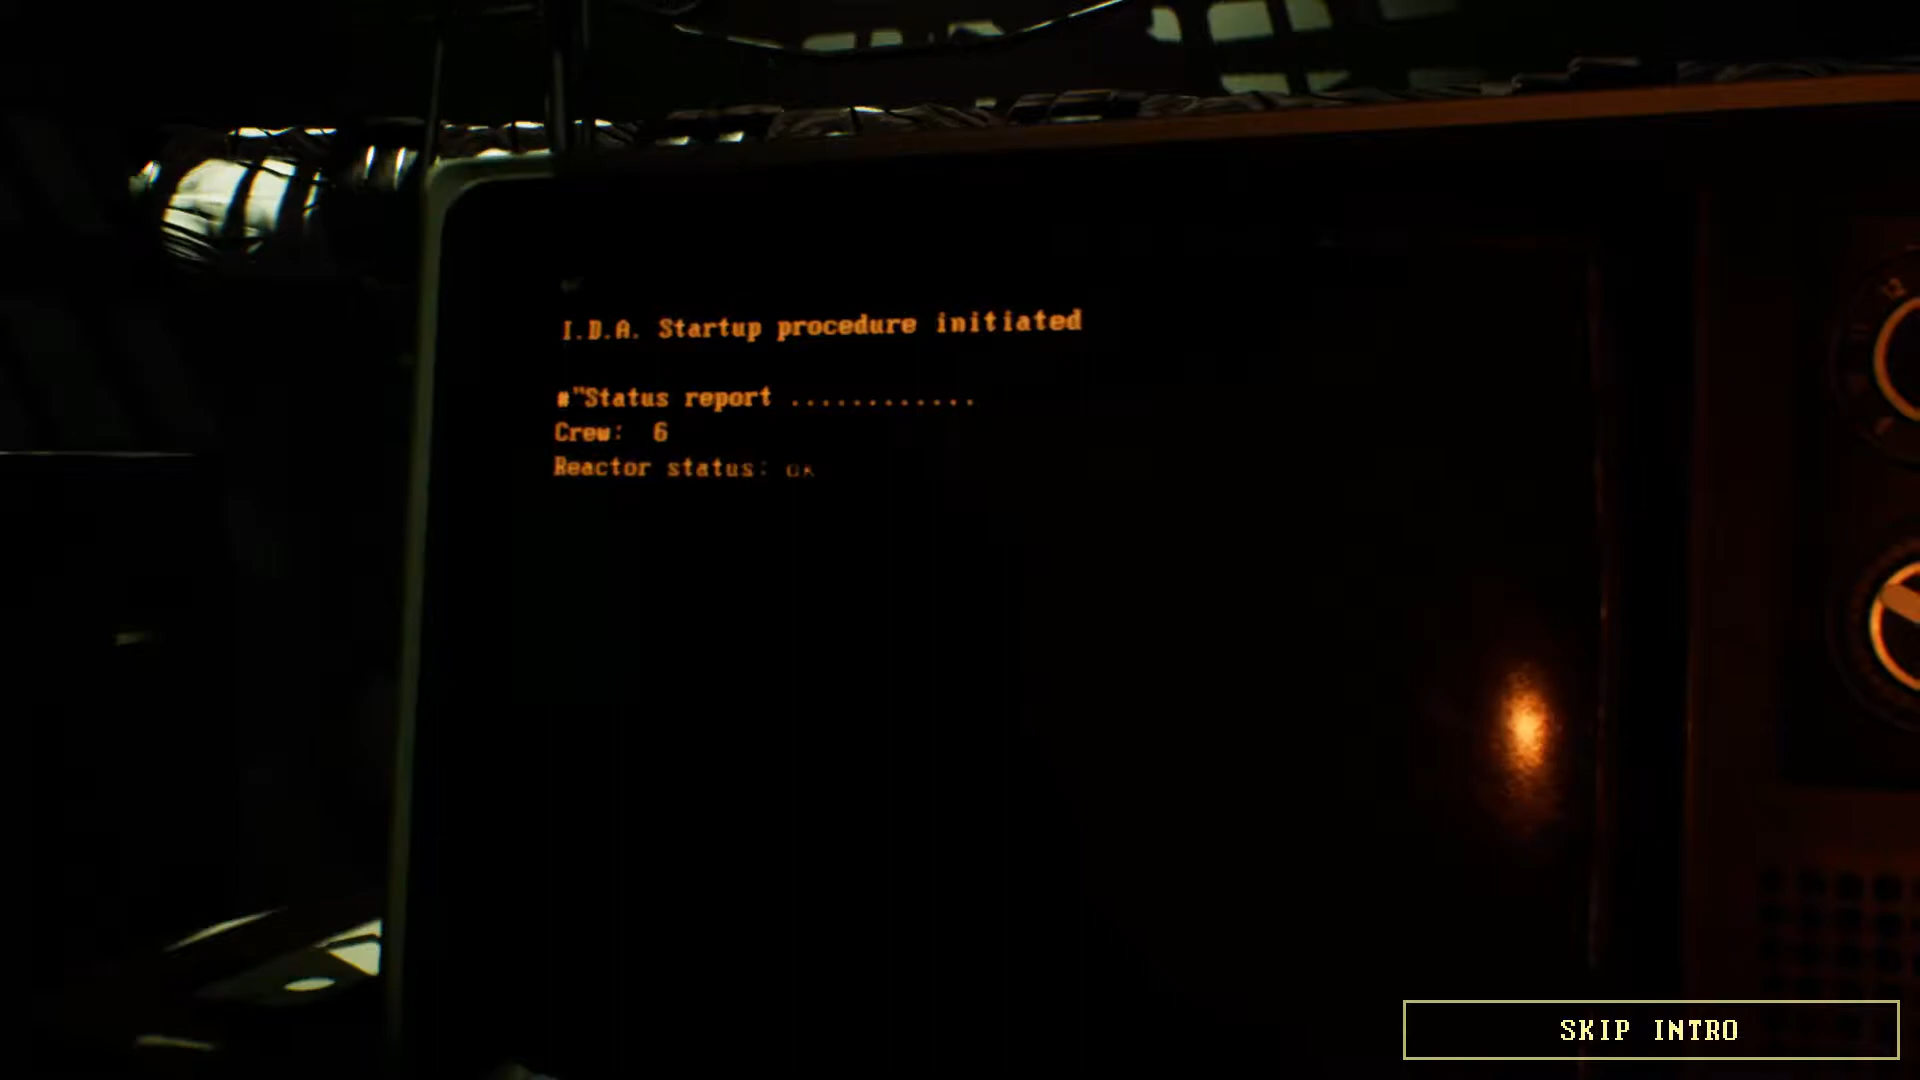 I.D.A. Startup procedure initiated
#"Status report ............
Crew: 6
Reactor status: OK
SKIP INTRO